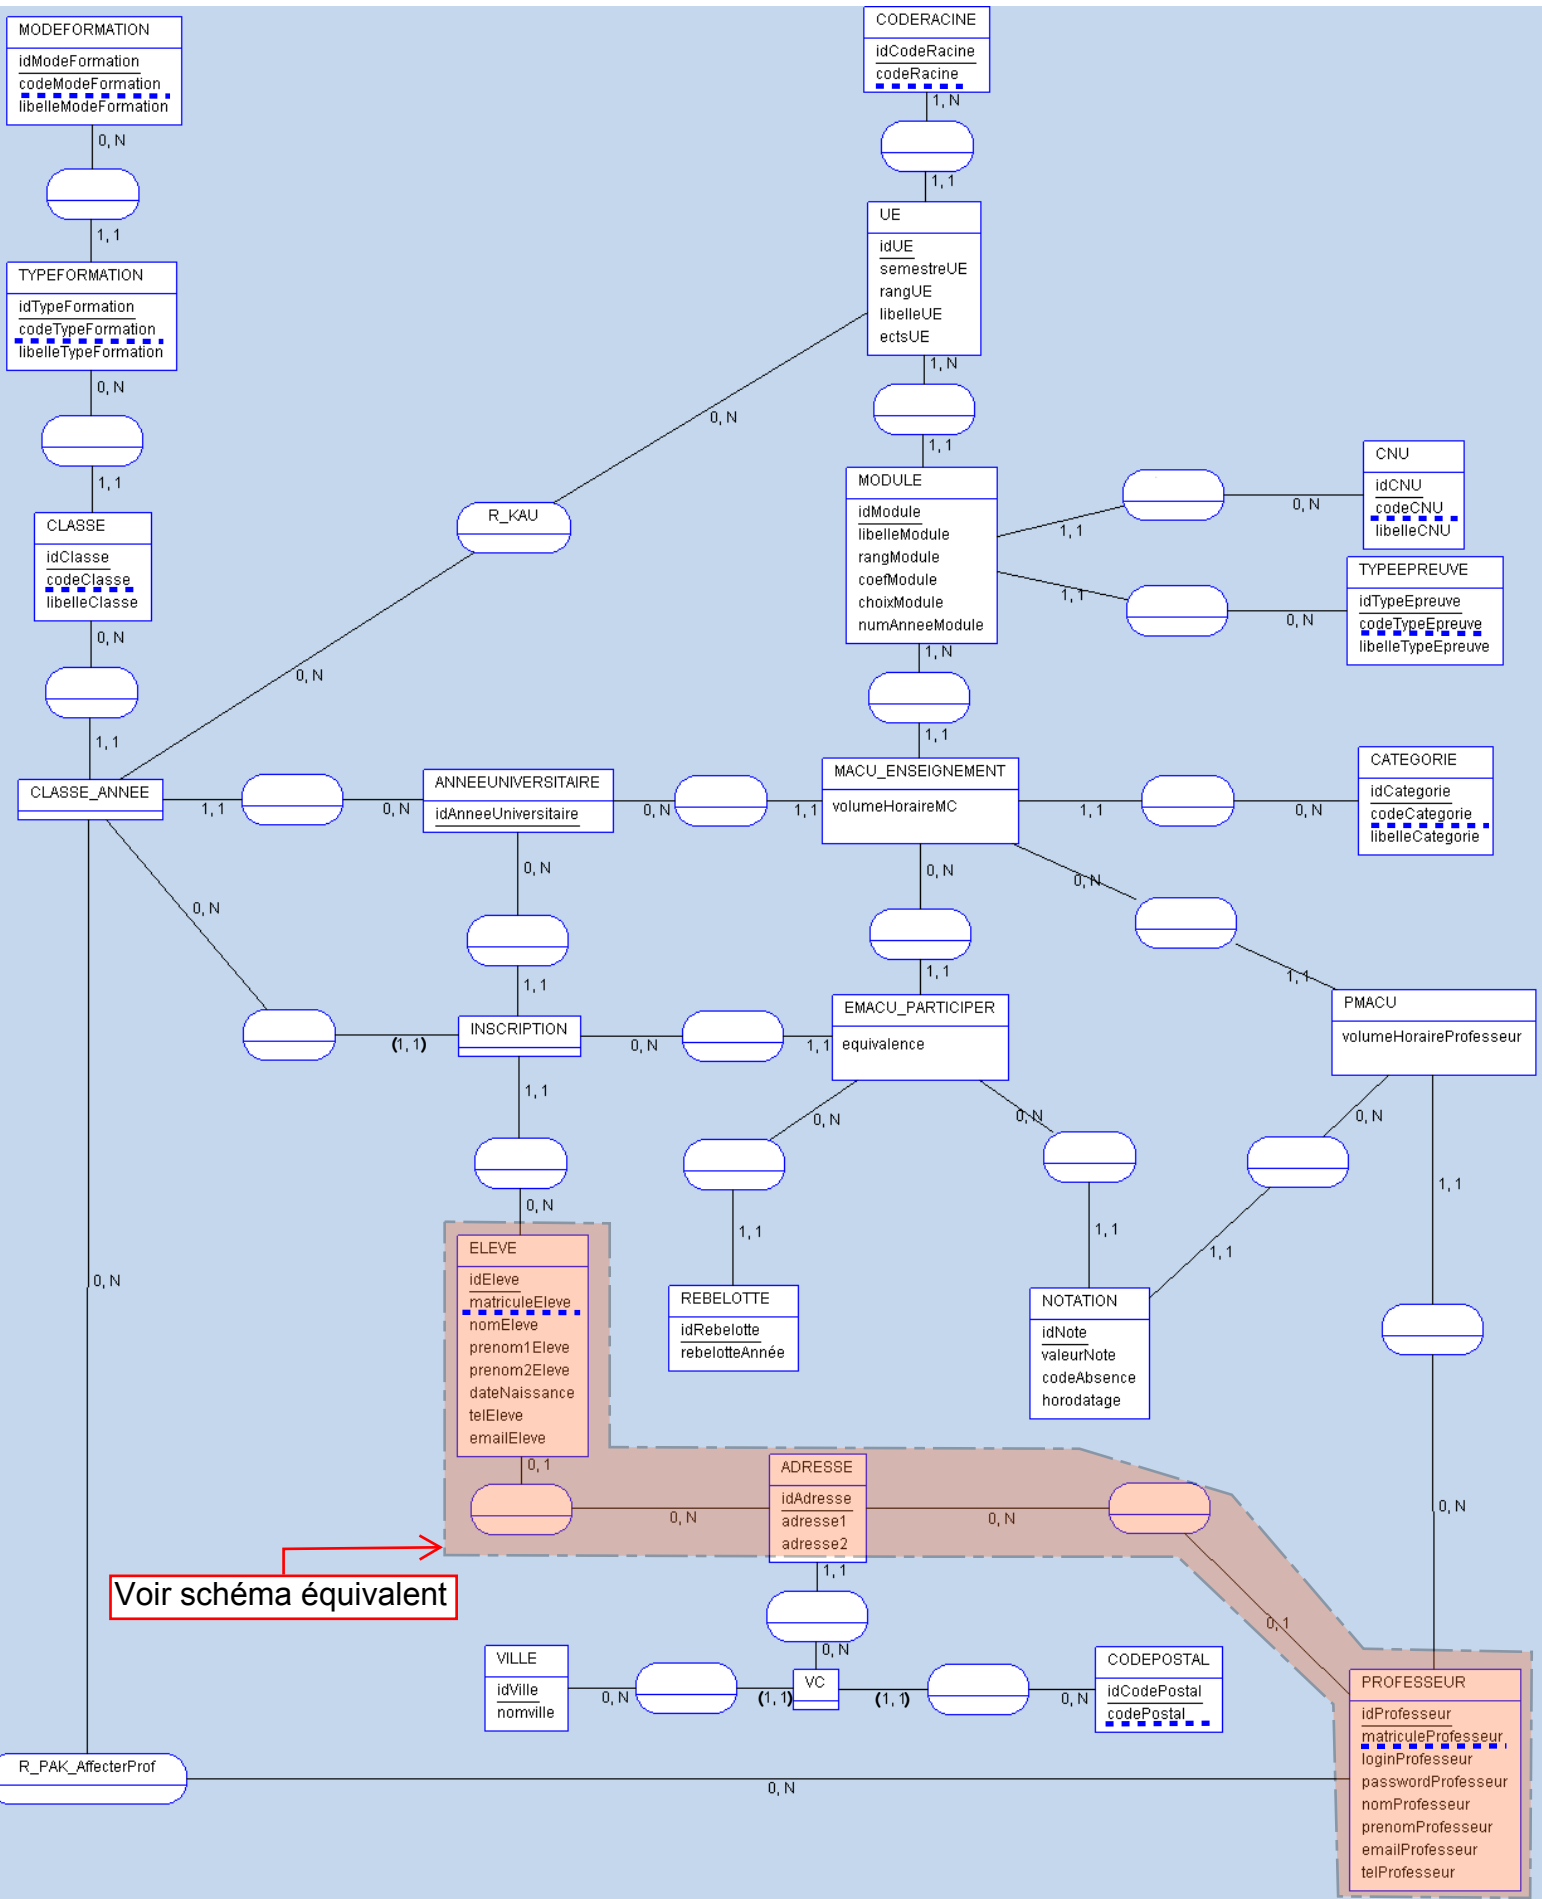 MODEFORMATION
idModeFormation
codeModeFormation
libelleModeFormation
0, N
1, 1
TYPEFORMATION
idTypeFormation
codeTypeFormation
libelleTypeFormation
0, N
1, 1
CLASSE
idClasse
codeClasse
libelleClasse
0, N
1, 1
CLASSE_ANNEE
CODERACINE
idCodeRacine
codeRacine
1, N
1, 1
UE
idUE
semestreUE
rangUE
libelleUE
ectsUE
1, N
0, N
R_KAU
0, N
1, 1
MODULE
idModule
libelleModule
rangModule
coefModule
choixModule
numAnneeModule
1, N
1, 1
1, 1
0, N
CNU
idCNU
codeCNU
libelleCNU
1, 1
0, N
TYPEEPREUVE
idTypeEpreuve
codeTypeEpreuve
libelleTypeEpreuve
1, 1
0, N
ANNEEUNIVERSITAIRE
idAnneeUniversitaire
0, N
1, 1
MACU_ENSEIGNEMENT
volumeHoraireMC
1, 1
0, N
CATEGORIE
idCategorie
codeCategorie
libelleCategorie
0, N
0, N
0, N
0, N
1, 1
1, 1
1, 1
(1, 1)
INSCRIPTION
0, N
1, 1
EMACU_PARTICIPER
equivalence
PMACU
volumeHoraireProfesseur
1, 1
0, N
0, N
0, N
0, N
1, 1
1, 1
1, 1
1, 1
ELEVE
idEleve
matriculeEleve
nomEleve
prenom1Eleve
prenom2Eleve
dateNaissance
telEleve
emailEleve
0, 1
REBELOTTE
idRebelotte
rebelotteAnnée
NOTATION
idNote
valeurNote
codeAbsence
horodatage
0, N
0, N
ADRESSE
idAdresse
adresse1
adresse2
0, N
0, N
1, 1
0, 1
Voir schéma équivalent
0, N
VILLE
idVille
nomville
0, N
(1, 1)
VC
(1, 1)
0, N
CODEPOSTAL
idCodePostal
codePostal
PROFESSEUR
idProfesseur
matriculeProfesseur
loginProfesseur
passwordProfesseur
nomProfesseur
prenomProfesseur
emailProfesseur
telProfesseur
R_PAK_AffecterProf
0, N